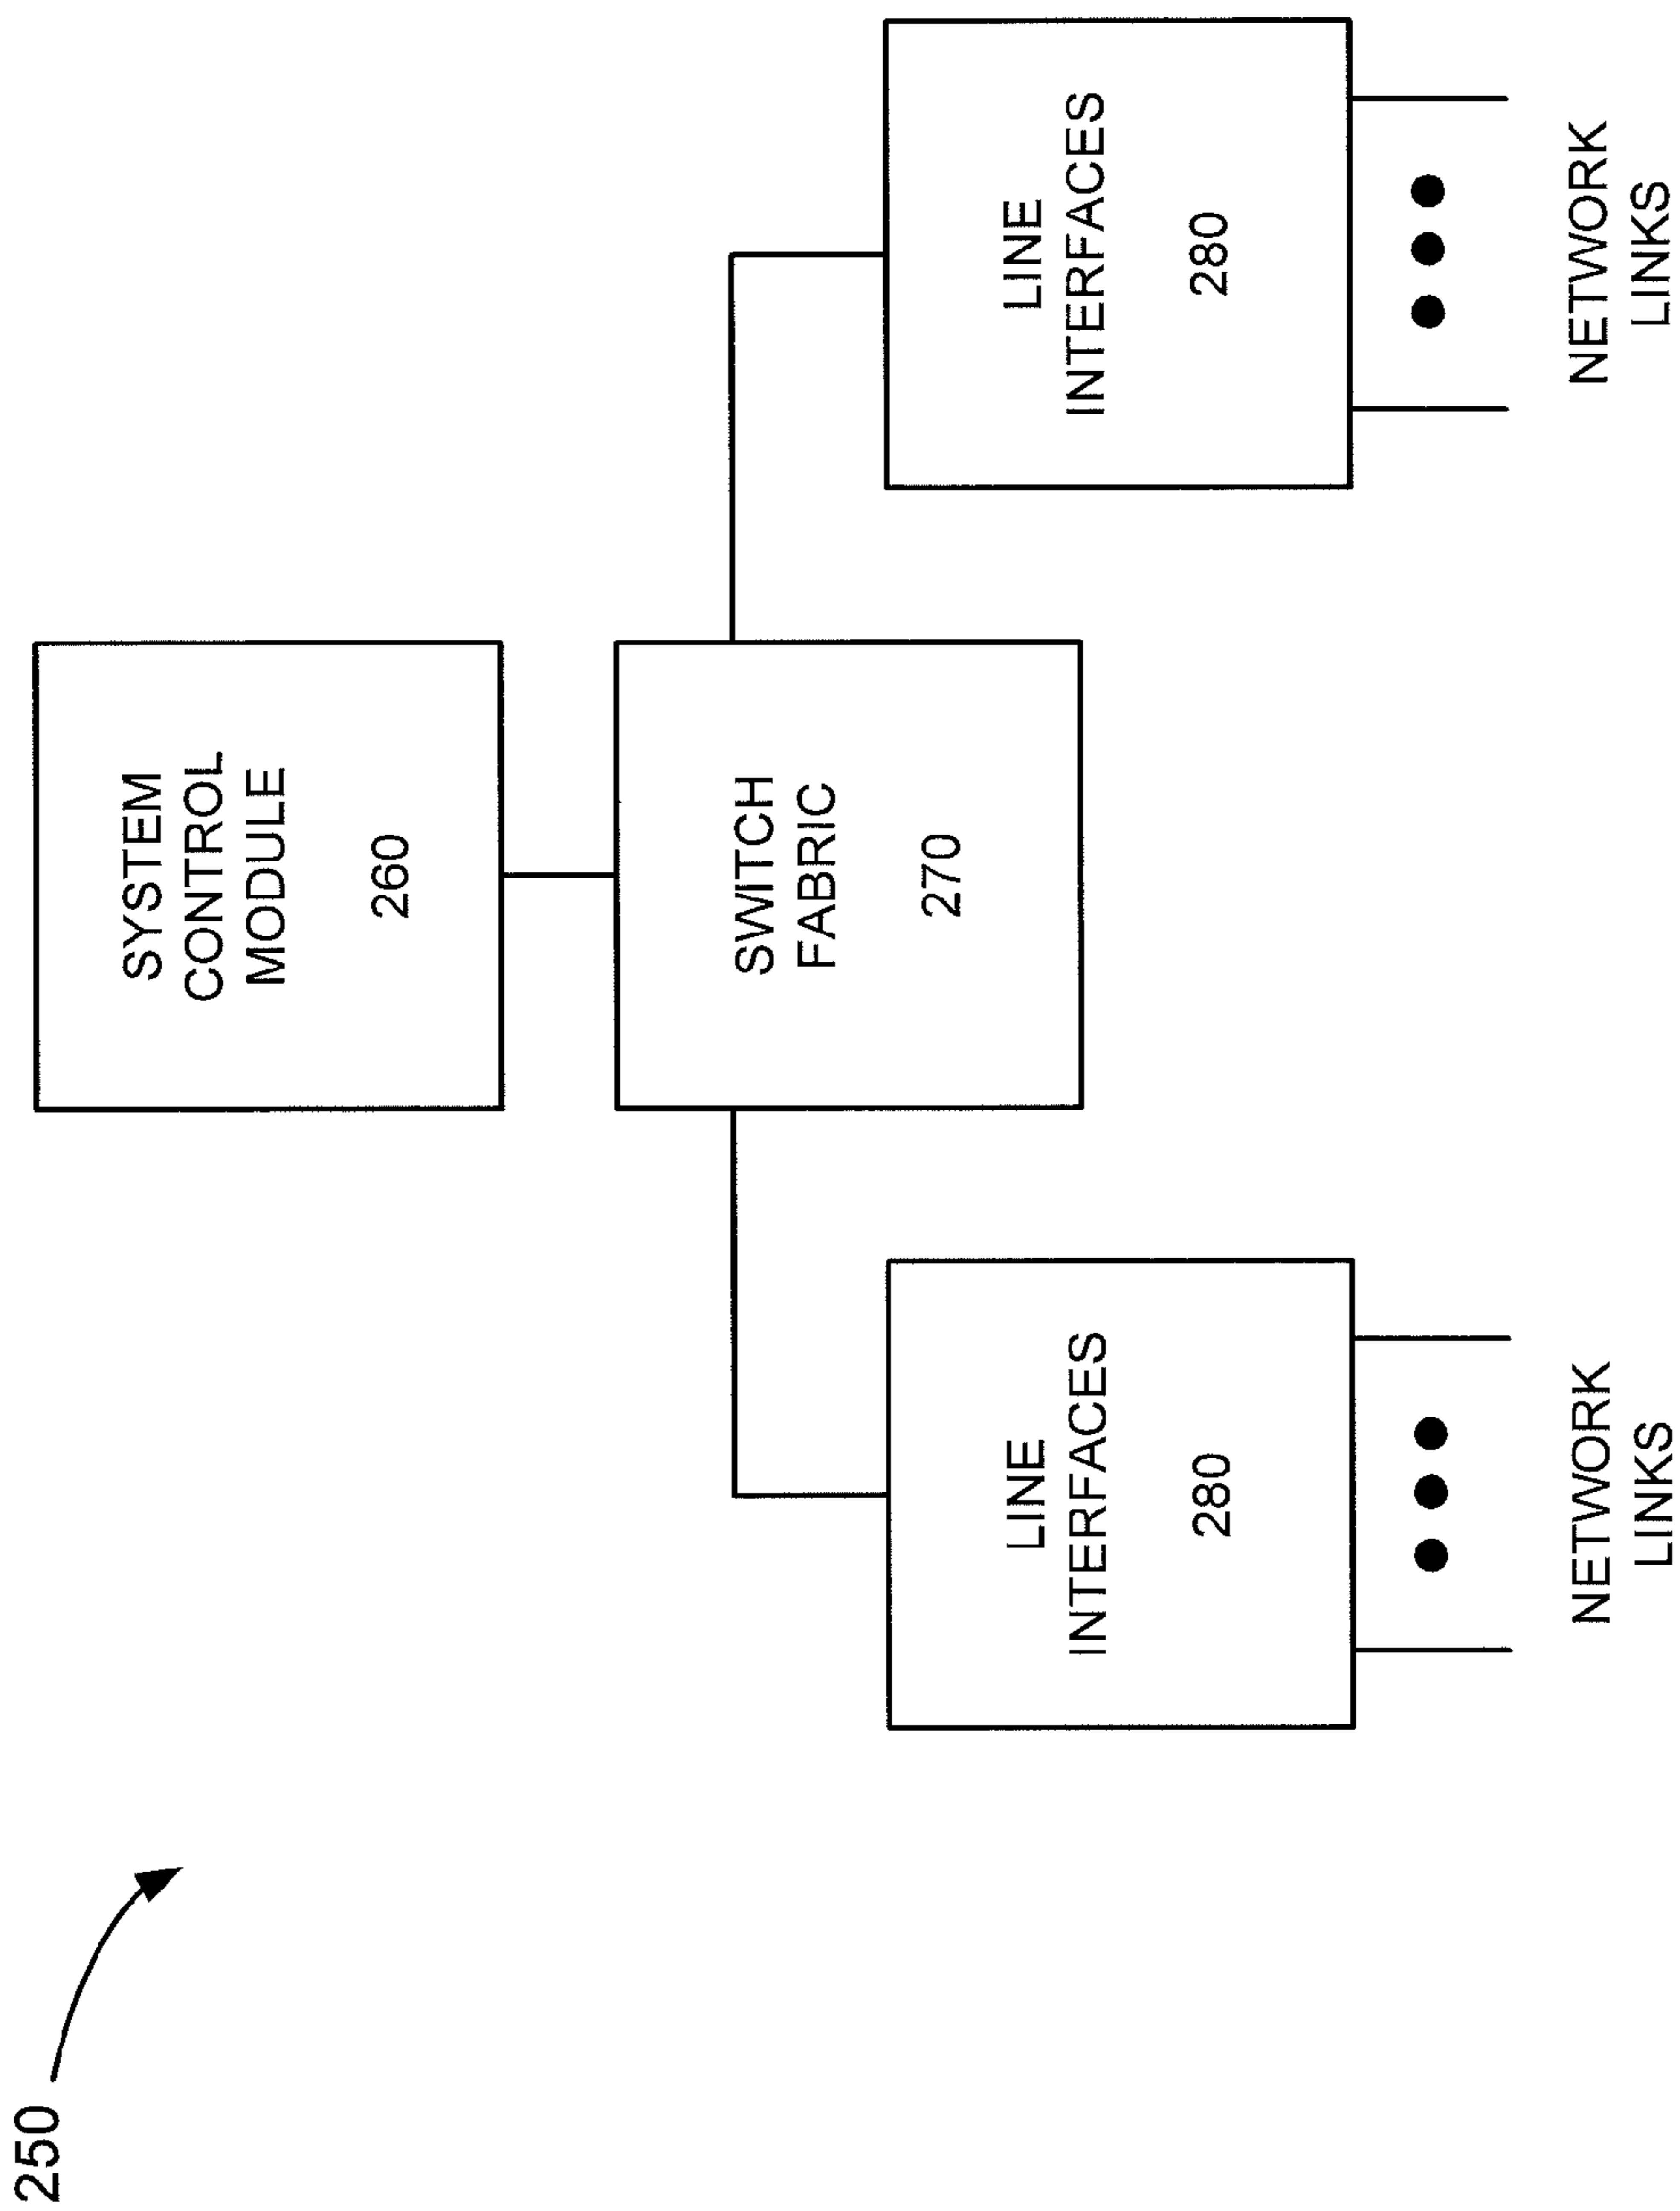 250
SYSTEM
CONTROL
MODULE
260
SWITCH
FABRIC
270
LINE
INTERFACES
280
NETWORK
LINKS
LINE
INTERFACES
280
NETWORK
LINKS